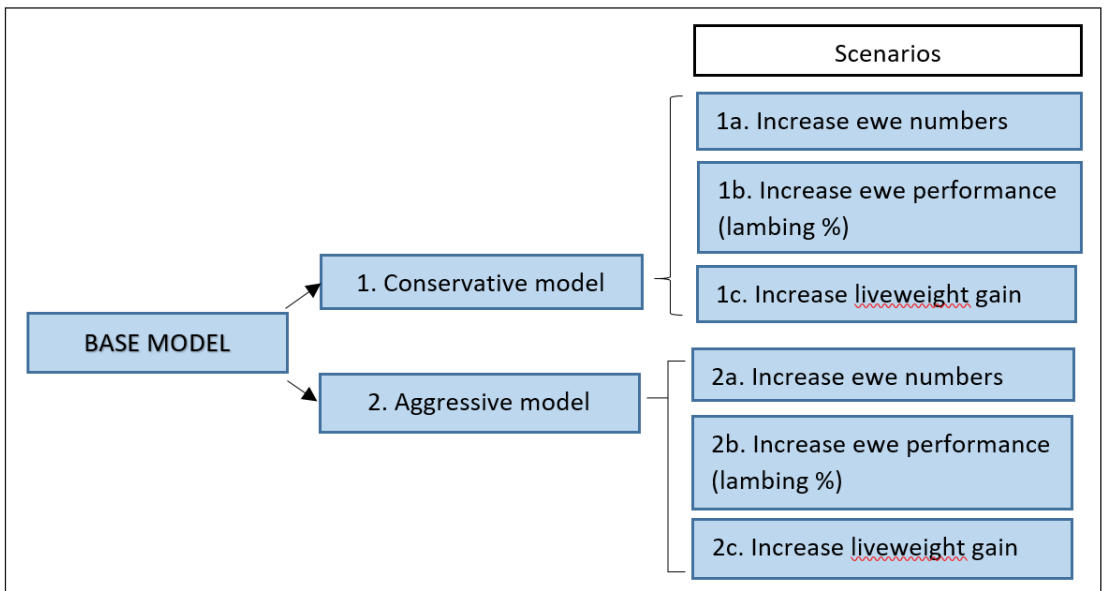 Scenarios
1a. Increase ewe numbers
1b. Increase ewe performance
(lambing %)
1. Conservative model
1c. Increase liveweight gain
BASE MODEL
2a. Increase ewe numbers
2. Aggressive model
2b. Increase ewe performance
(lambing %)
2c. Increase liveweight gain